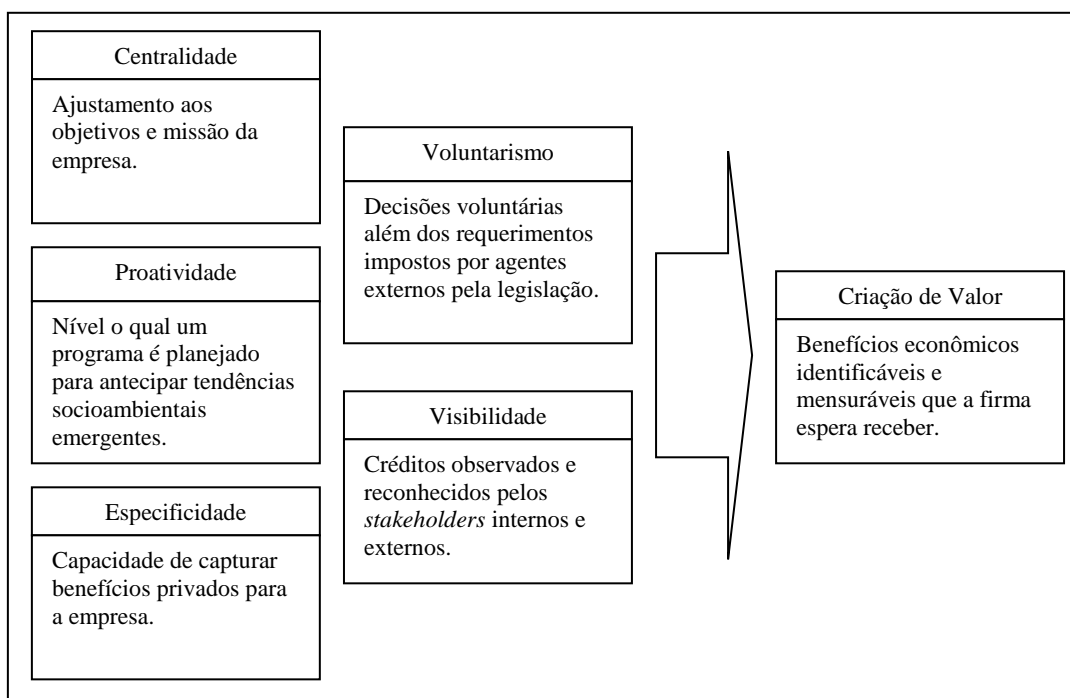 Centralidade
Ajustamento aos
objetivos e missão da
empresa.
Proatividade
Nível o qual um
programa é planejado
para antecipar tendências
socioambientais
emergentes.
Especificidade
Capacidade de capturar
benefícios privados para
a empresa.
Voluntarismo
Decisões voluntárias
além dos requerimentos
impostos por agentes
externos pela legislação.
Visibilidade
Créditos observados e
reconhecidos pelos
stakeholders internos e
externos.
Criação de Valor
Benefícios econômicos
identificáveis e
mensuráveis que a firma
espera receber.